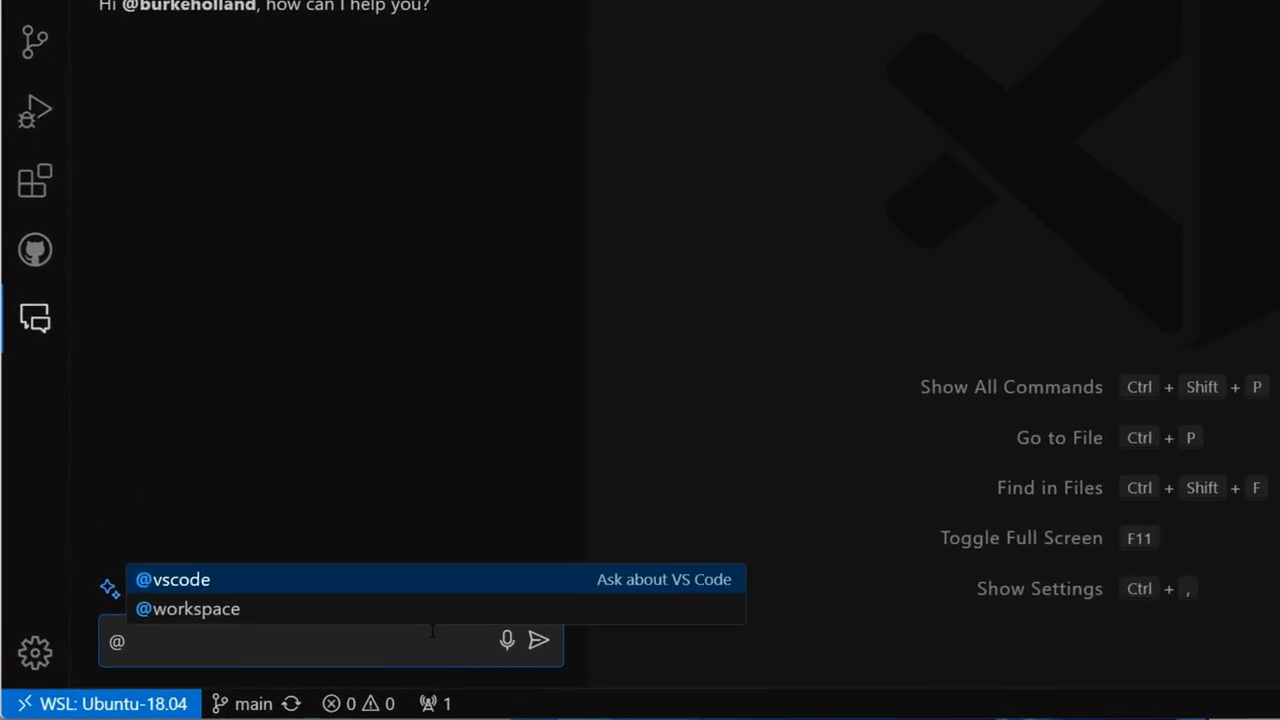 Hi @burkeholland, how can I help you?
Show All Commands Ctrl + Shift + P
Go to File Ctrl + P
Find in Files Ctrl + Shift + F
Toggle Full Screen F11
Show Settings Ctrl + ,
@vscode Ask about VS Code
@workspace
@
WSL: Ubuntu-18.04 main 0 0 1